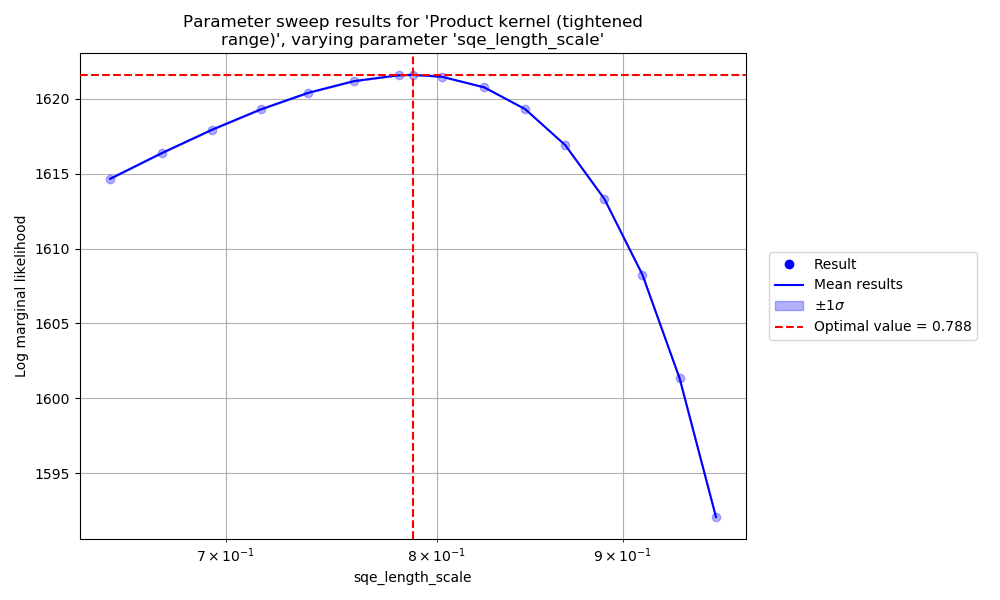 Parameter sweep results for 'Product kernel (tightened
range)', varying parameter 'sqe_length_scale'
Log marginal likelihood
1620
1615
1610
1605
1600
1595
7 × 10⁻¹
8 × 10⁻¹
9 × 10⁻¹
sqe_length_scale
Result
Mean results
±1σ
Optimal value = 0.788